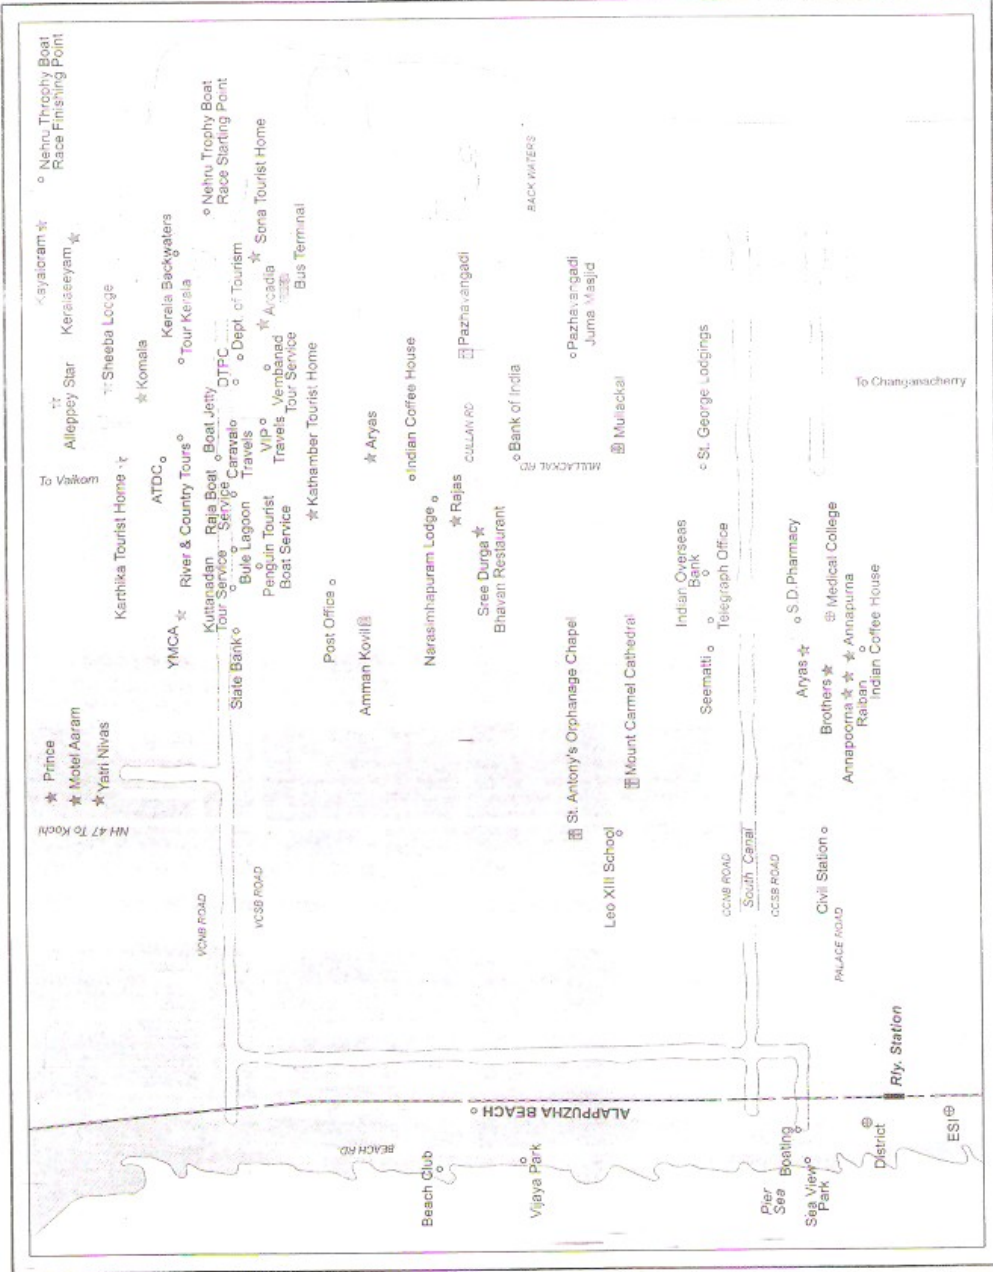 Nehru Throphy Boat
Race Finishing Point
Kayaloram
Keralaeeyam
Alleppey Star
Sheeba Lodge
Komala
Kerala Backwaters
Tour Kerala
Nehru Trophy Boat
Race Starting Point
Dept. of Tourism
Sona Tourist Home
Arcadia
Bus Terminal
To Vaikom
Karthika Tourist Home
ATDC
River & Country Tours
Boat Jetty
DTPC
Kuttanadan
Tour Service
Raja Boat
Service
Caravalo
Travels
VIP
Travels
Vembanad
Tour Service
Bule Lagoon
Penguin Tourist
Boat Service
Kathamber Tourist Home
YMCA
State Bank
Post Office
Amman Kovil
Aryas
Indian Coffee House
Narasimhapuram Lodge
CULLAN RD
Rajas
Sree Durga
Bhavan Restaurant
Pazhavangadi
BACK WATERS
Bank of India
MULLACKAL RD
Pazhavangadi
Juma Masjid
Mullackal
St. George Lodgings
To Changanacherry
Prince
Motel Aaram
Yatri Nivas
NH 47 To Kochi
VCNB ROAD
VCSB ROAD
St. Antony's Orphanage Chapel
Mount Carmel Cathedral
Leo XIII School
Indian Overseas
Bank
Telegraph Office
Seematti
S.D.Pharmacy
Aryas
Medical College
Brothers
Annapoorna
Annapurna
Raiban
Indian Coffee House
CCNB ROAD
South Canal
CCSB ROAD
Civil Station
PALACE ROAD
Rly. Station
ALAPPUZHA BEACH
BEACH RD
Beach Club
Vijaya Park
Pier
Sea
Boating
Sea View
Park
District
ESI